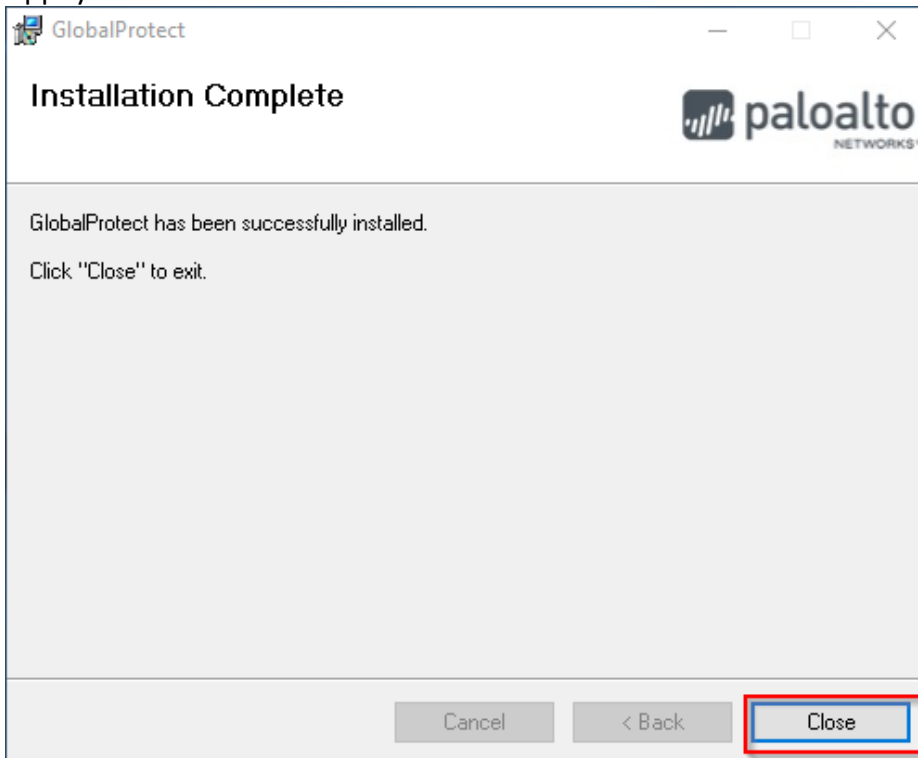 GlobalProtect
Installation Complete
paloalto
NETWORKS
GlobalProtect has been successfully installed.
Click "Close" to exit.
Cancel
< Back
Close